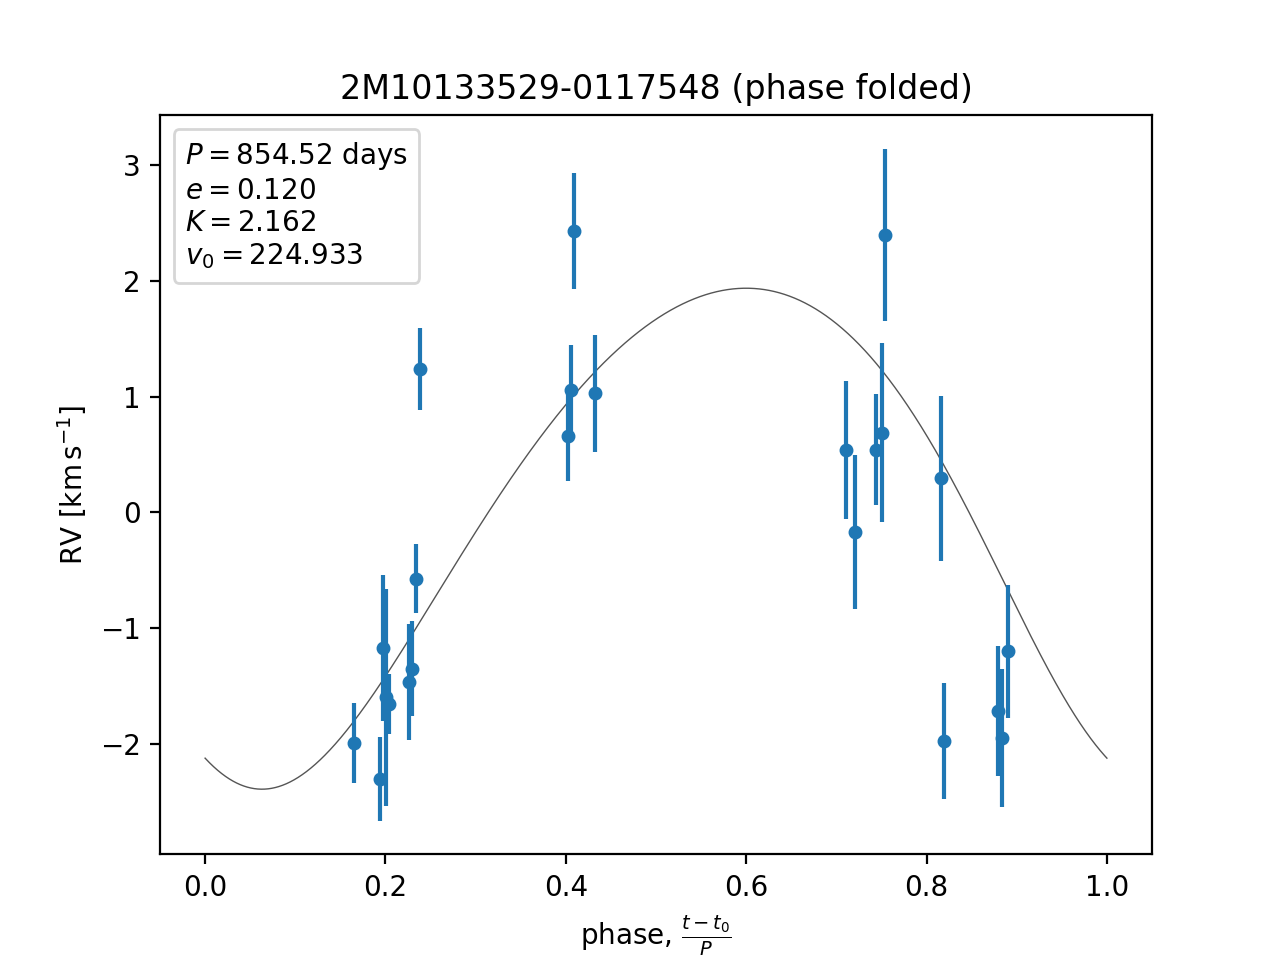 2M10133529-0117548 (phase folded)
P = 854.52 days
e = 0.120
K = 2.162
v₀ = 224.933
3
2
1
0
−1
−2
RV [km s⁻¹]
0.0 0.2 0.4 0.6 0.8 1.0
phase, (t − t₀)/P